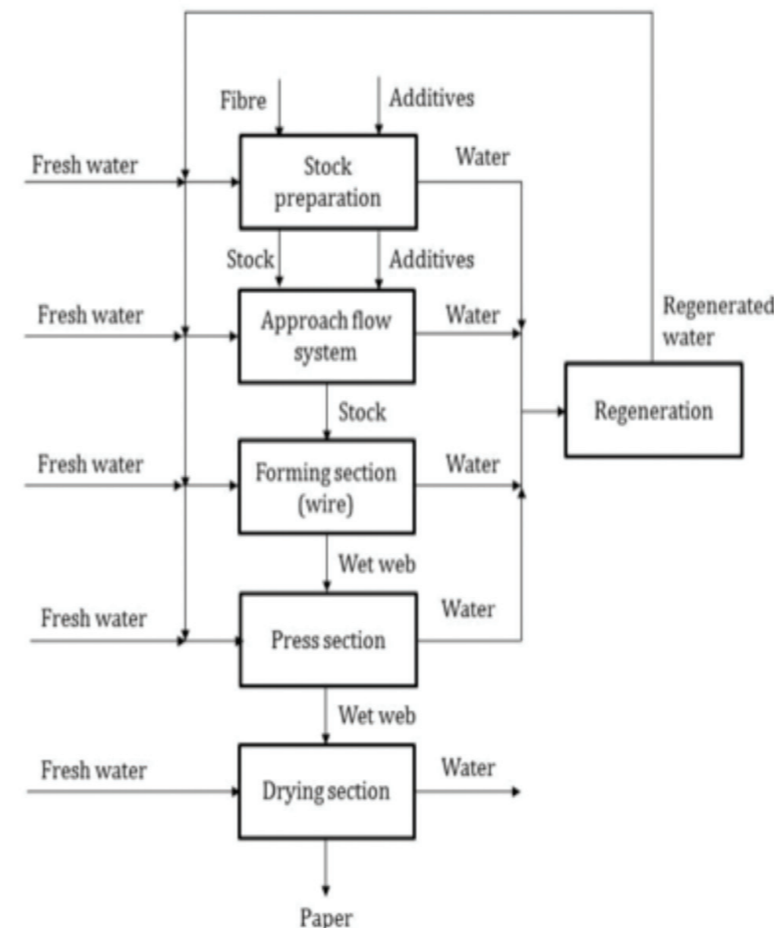 Fibre
Additives
Fresh water
Stock
preparation
Water
Stock
Additives
Fresh water
Approach flow
system
Water
Regenerated
water
Regeneration
Stock
Fresh water
Forming section
(wire)
Water
Wet web
Fresh water
Press section
Water
Wet web
Fresh water
Drying section
Water
Paper